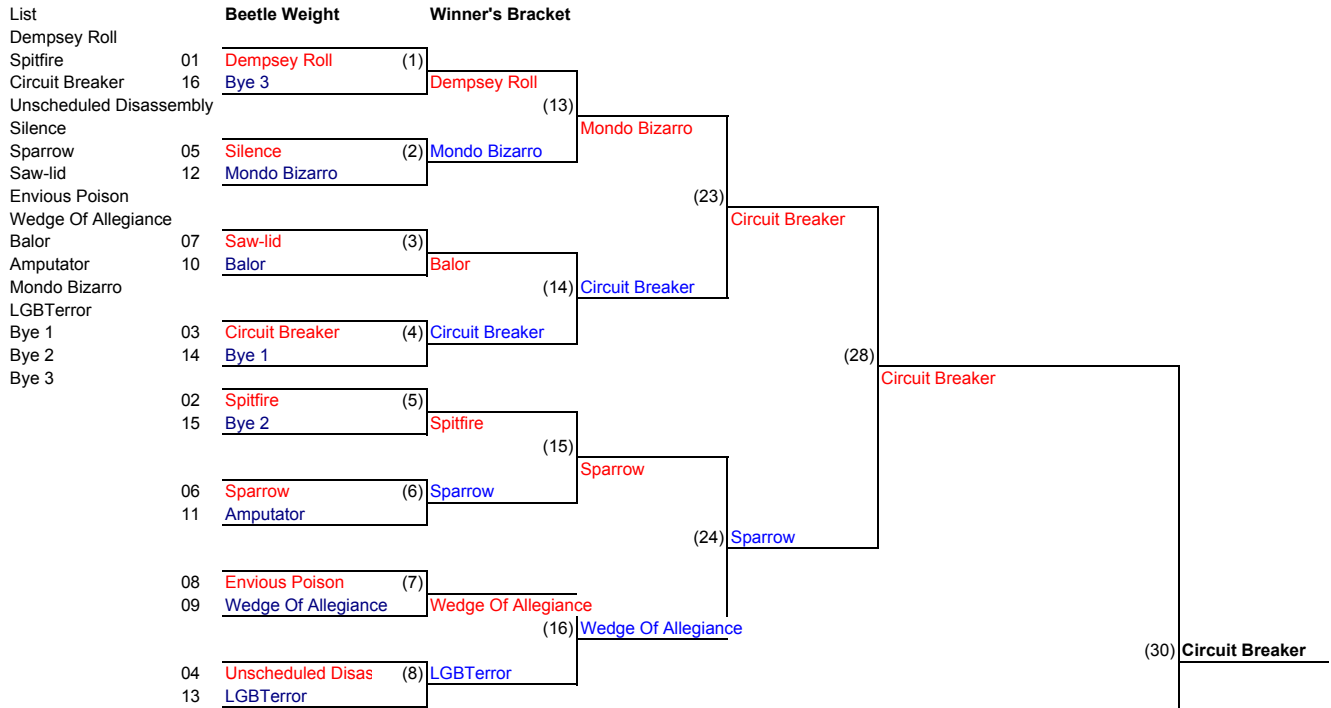 List Beetle Weight Winner's Bracket
Dempsey Roll
Spitfire 01 Dempsey Roll (1)
Circuit Breaker 16 Bye 3 Dempsey Roll
Unscheduled Disassembly (13)
Silence Mondo Bizarro
Sparrow 05 Silence (2) Mondo Bizarro
Saw-lid 12 Mondo Bizarro
Envious Poison (23)
Wedge Of Allegiance Circuit Breaker
Balor 07 Saw-lid (3)
Amputator 10 Balor Balor
Mondo Bizarro (14) Circuit Breaker
LGBTerror
Bye 1 03 Circuit Breaker (4) Circuit Breaker
Bye 2 14 Bye 1 (28)
Bye 3 Circuit Breaker
02 Spitfire (5)
15 Bye 2 Spitfire
(15)
Sparrow
06 Sparrow (6) Sparrow
11 Amputator
(24) Sparrow
08 Envious Poison (7)
09 Wedge Of Allegiance Wedge Of Allegiance
(16) Wedge Of Allegiance
(30) Circuit Breaker
04 Unscheduled Disas (8) LGBTerror
13 LGBTerror